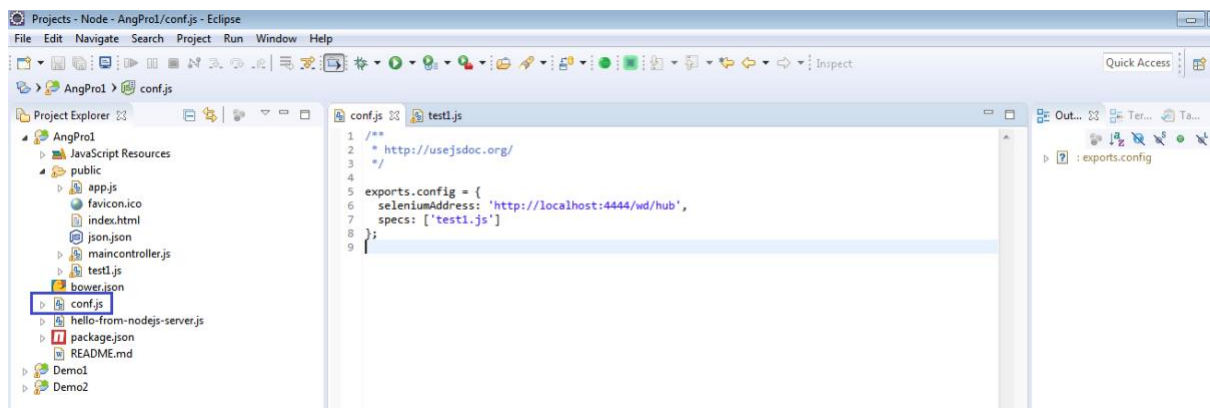 Projects - Node - AngPro1/conf.js - Eclipse
File Edit Navigate Search Project Run Window Help
Inspect
Quick Access
AngPro1 conf.js
Project Explorer
AngPro1
JavaScript Resources
public
app.js
favicon.ico
index.html
json.json
maincontroller.js
test1.js
bower.json
conf.js
hello-from-nodejs-server.js
package.json
README.md
Demo1
Demo2
conf.js test1.js
1 /**
2 * http://usejsdoc.org/
3 */
4
5 exports.config = {
6 seleniumAddress: 'http://localhost:4444/wd/hub',
7 specs: ['test1.js']
8 };
9
Out... Ter... Ta...
: exports.config